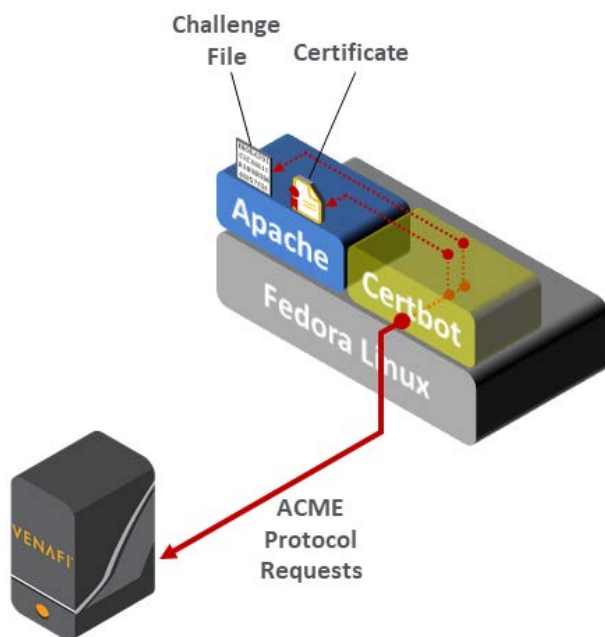 Challenge
File
Certificate
Apache
Certbot
Fedora Linux
VENAFI
ACME
Protocol
Requests